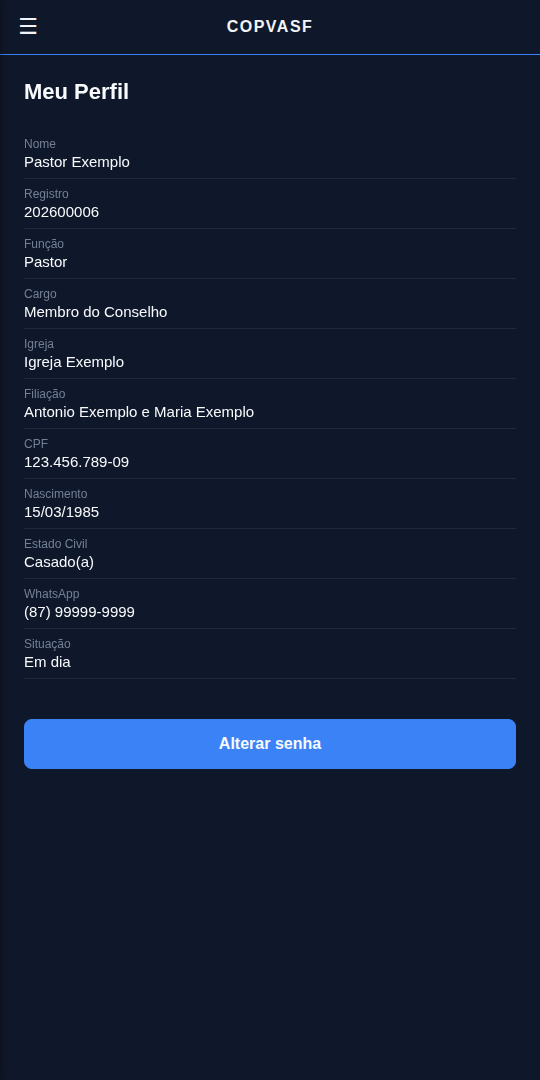 ☰ COPVASF
Meu Perfil
Nome
Pastor Exemplo
Registro
202600006
Função
Pastor
Cargo
Membro do Conselho
Igreja
Igreja Exemplo
Filiação
Antonio Exemplo e Maria Exemplo
CPF
123.456.789-09
Nascimento
15/03/1985
Estado Civil
Casado(a)
WhatsApp
(87) 99999-9999
Situação
Em dia
Alterar senha